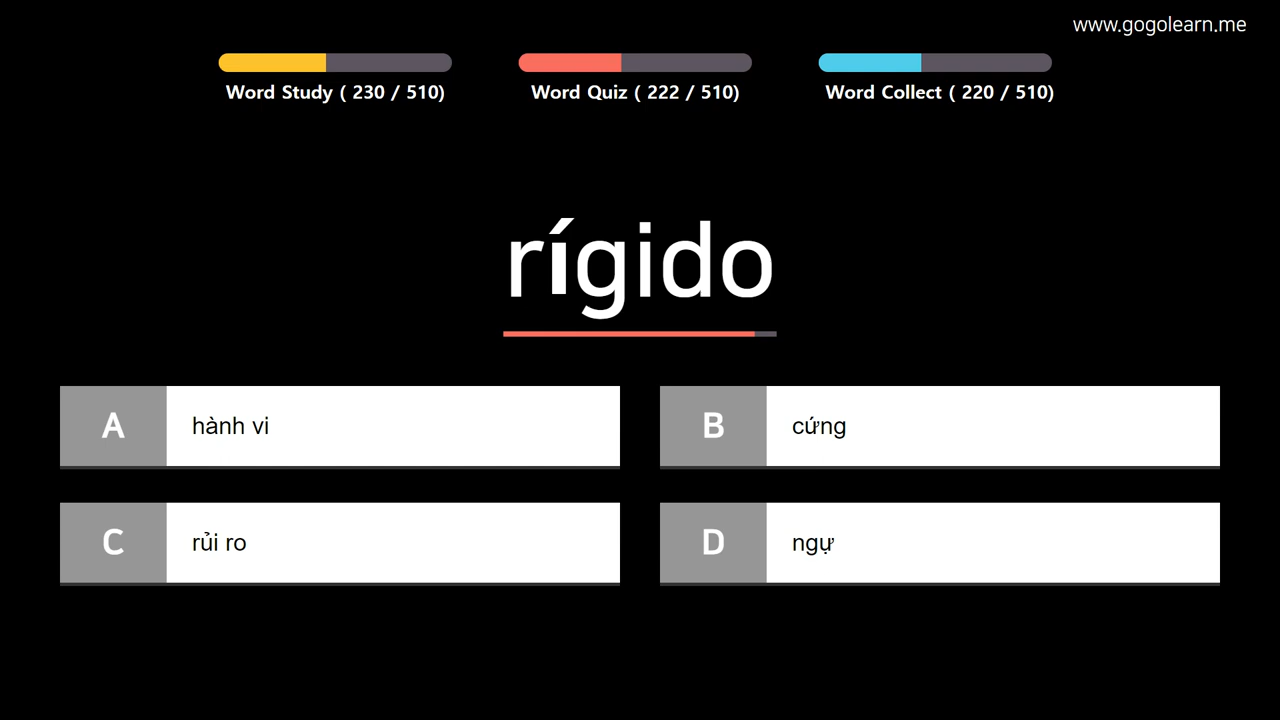 www.gogolearn.me
Word Study ( 230 / 510)
Word Quiz ( 222 / 510)
Word Collect ( 220 / 510)
rígido
A hành vi
B cứng
C rủi ro
D ngự